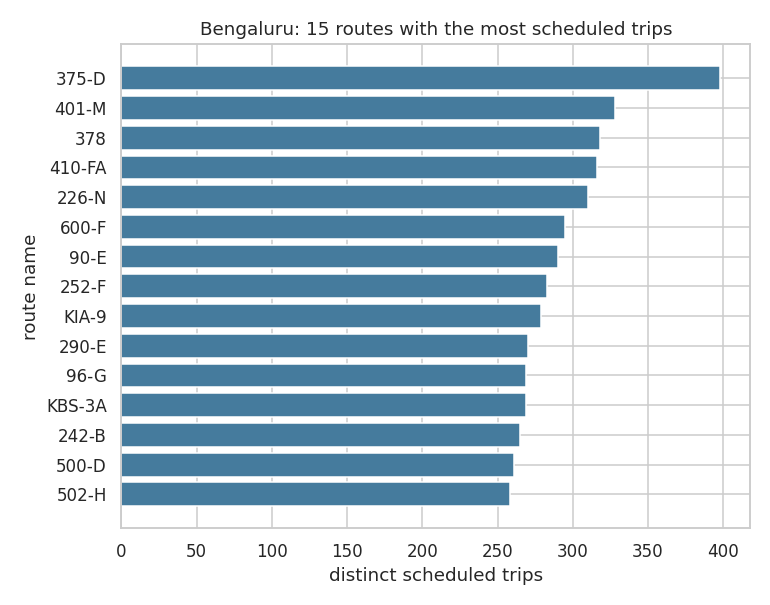 Bengaluru: 15 routes with the most scheduled trips
route name
375-D
401-M
378
410-FA
226-N
600-F
90-E
252-F
KIA-9
290-E
96-G
KBS-3A
242-B
500-D
502-H
0 50 100 150 200 250 300 350 400
distinct scheduled trips